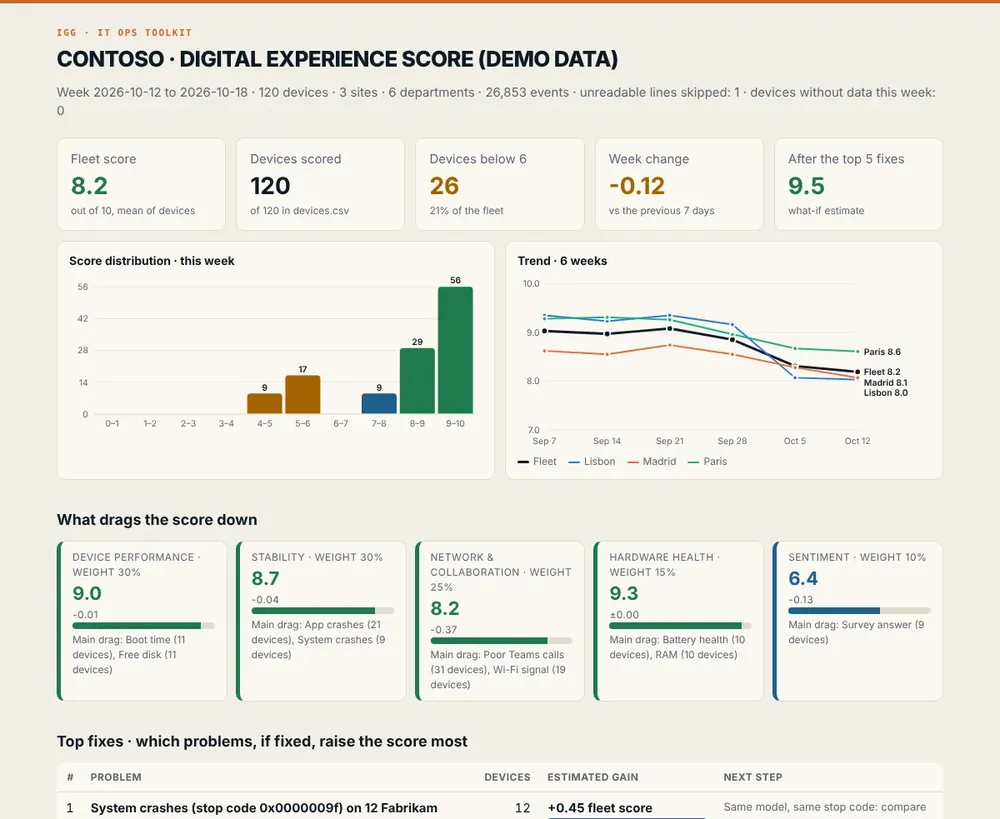 IGG · IT OPS TOOLKIT
CONTOSO · DIGITAL EXPERIENCE SCORE (DEMO DATA)
Week 2026-10-12 to 2026-10-18 · 120 devices · 3 sites · 6 departments · 26,853 events · unreadable lines skipped: 1 · devices without data this week:
0
Fleet score
8.2
out of 10, mean of devices
Devices scored
120
of 120 in devices.csv
Devices below 6
26
21% of the fleet
Week change
-0.12
vs the previous 7 days
After the top 5 fixes
9.5
what-if estimate
Score distribution · this week
56
42
28
14
0
9
17
9
29
56
0–1
1–2
2–3
3–4
4–5
5–6
6–7
7–8
8–9
9–10
Trend · 6 weeks
10.0
9.0
8.0
7.0
Paris 8.6
Fleet 8.2
Madrid 8.1
Lisbon 8.0
Sep 7
Sep 14
Sep 21
Sep 28
Oct 5
Oct 12
Fleet
Lisbon
Madrid
Paris
What drags the score down
DEVICE PERFORMANCE ·
WEIGHT 30%
9.0
-0.01
Main drag: Boot time (11
devices), Free disk (11
devices)
STABILITY · WEIGHT 30%
8.7
-0.04
Main drag: App crashes (21
devices), System crashes (9
devices)
NETWORK &
COLLABORATION · WEIGHT
25%
8.2
-0.37
Main drag: Poor Teams calls
(31 devices), Wi-Fi signal (19
devices)
HARDWARE HEALTH ·
WEIGHT 15%
9.3
±0.00
Main drag: Battery health (10
devices), RAM (10 devices)
SENTIMENT · WEIGHT 10%
6.4
-0.13
Main drag: Survey answer (9
devices)
Top fixes · which problems, if fixed, raise the score most
#
PROBLEM
DEVICES
ESTIMATED GAIN
NEXT STEP
1
System crashes (stop code 0x0000009f) on 12 Fabrikam
12
+0.45 fleet score
Same model, same stop code: compare